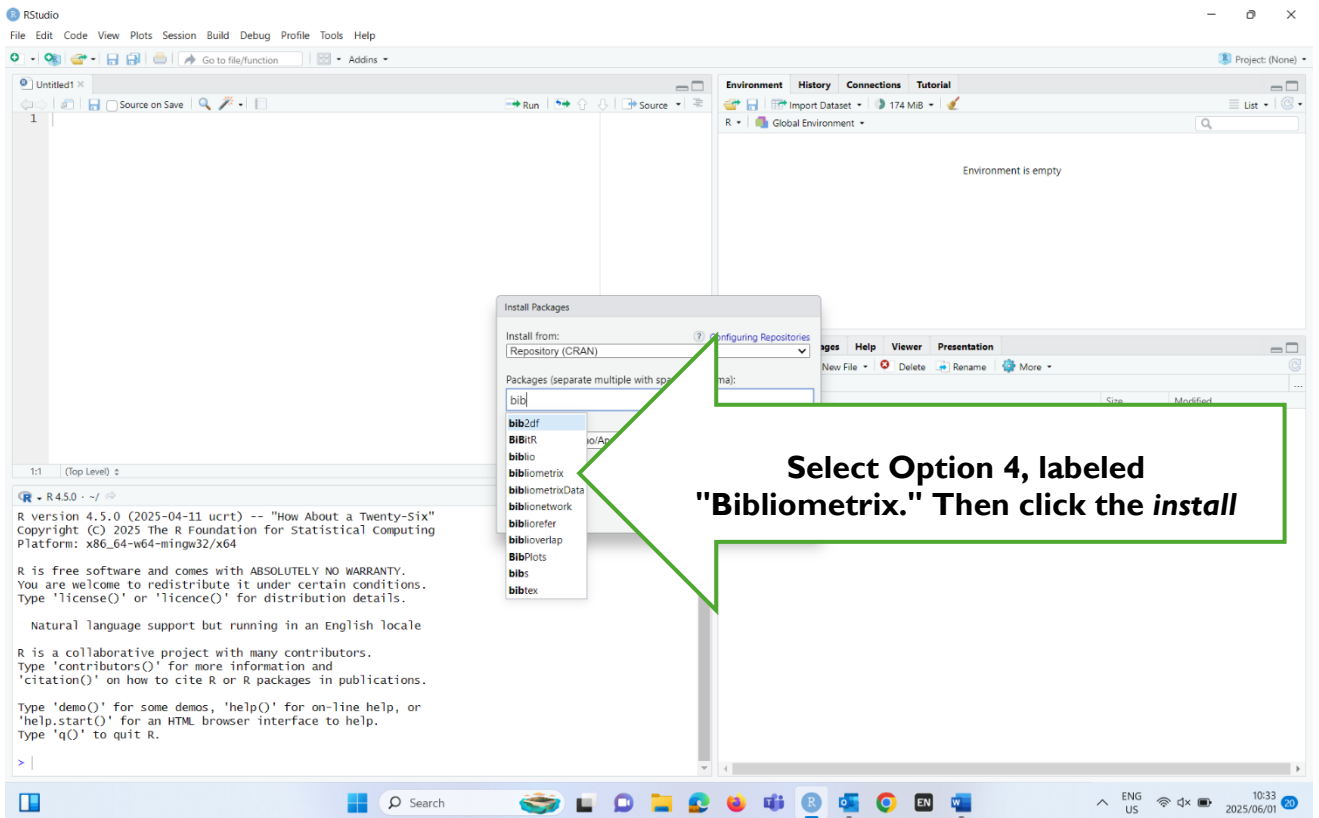 RStudio
File Edit Code View Plots Session Build Debug Profile Tools Help
Go to file/function Addins Project: (None)
Untitled1
Source on Save Run Source
1
1:1 (Top Level)
R 4.5.0 · ~/
R version 4.5.0 (2025-04-11 ucrt) -- "How About a Twenty-Six"
Copyright (C) 2025 The R Foundation for Statistical Computing
Platform: x86_64-w64-mingw32/x64
R is free software and comes with ABSOLUTELY NO WARRANTY.
You are welcome to redistribute it under certain conditions.
Type 'license()' or 'licence()' for distribution details.
Natural language support but running in an English locale
R is a collaborative project with many contributors.
Type 'contributors()' for more information and
'citation()' on how to cite R or R packages in publications.
Type 'demo()' for some demos, 'help()' for on-line help, or
'help.start()' for an HTML browser interface to help.
Type 'q()' to quit R.
>
Environment History Connections Tutorial
Import Dataset 174 MiB List
R Global Environment
Environment is empty
Help Viewer Presentation
New File Delete Rename More
Size Modified
Install Packages
Install from: ? Configuring Repositories
Repository (CRAN)
Packages (separate multiple with
bib
bib2df
BiBitR
biblio
bibliometrix
bibliometrixData
biblionetwork
bibliorefer
biblioverlap
BibPlots
bibs
bibtex
Select Option 4, labeled
"Bibliometrix." Then click the install
Search
EN
ENG
US
10:33
2025/06/01
20